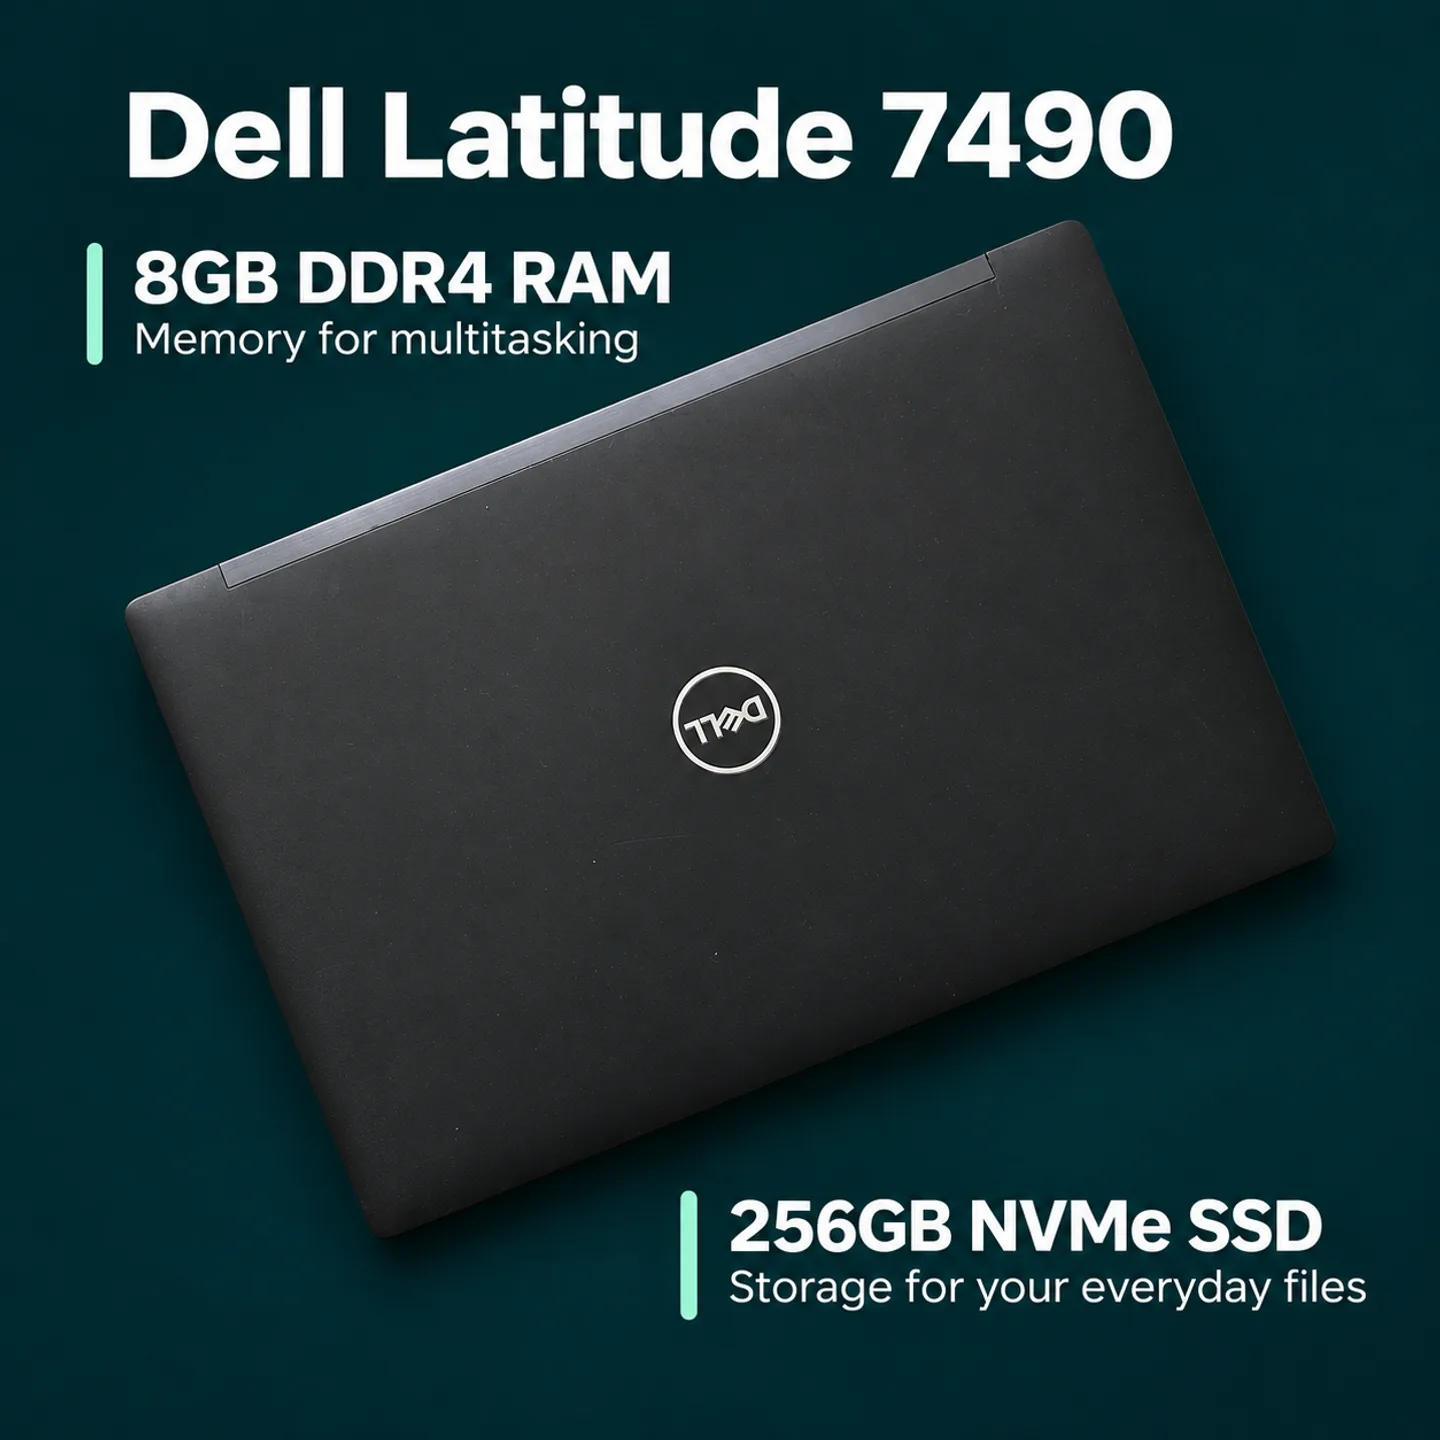 Dell Latitude 7490
8GB DDR4 RAM
Memory for multitasking
DELL
256GB NVMe SSD
Storage for your everyday files